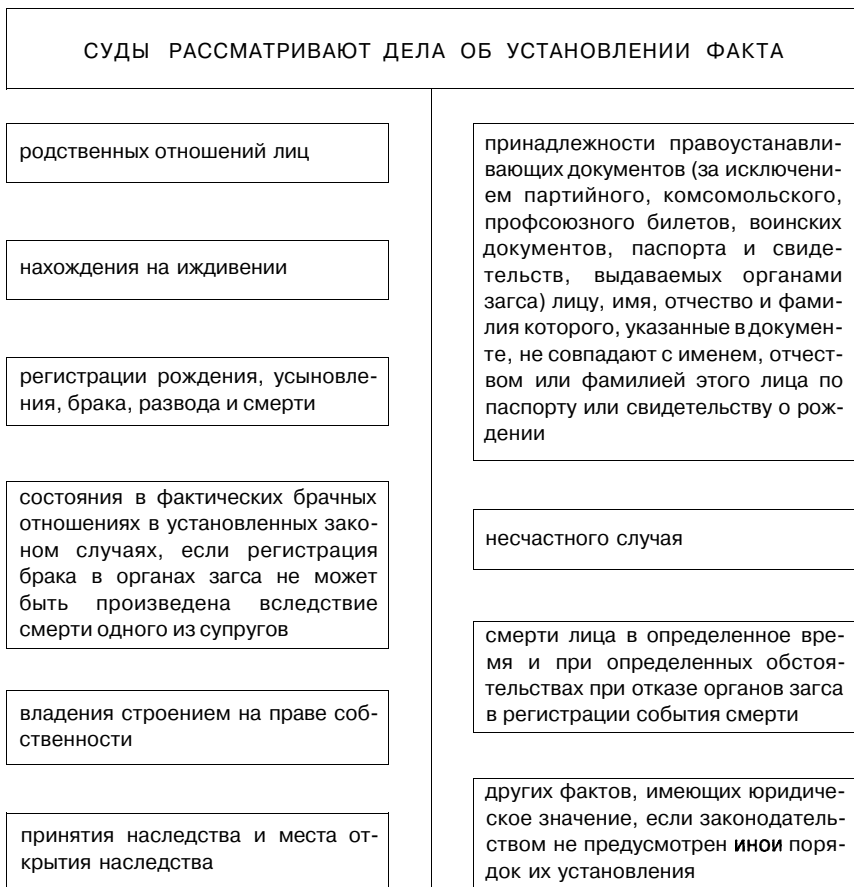 СУДЫ РАССМАТРИВАЮТ ДЕЛА ОБ УСТАНОВЛЕНИИ ФАКТА
родственных отношений лиц
нахождения на иждивении
регистрации рождения, усыновле-
ния, брака, развода и смерти
состояния в фактических брачных
отношениях в установленных зако-
ном случаях, если регистрация
брака в органах загса не может
быть произведена вследствие
смерти одного из супругов
владения строением на праве соб-
ственности
принятия наследства и места от-
крытия наследства
принадлежности правоустанавли-
вающих документов (за исключени-
ем партийного, комсомольского,
профсоюзного билетов, воинских
документов, паспорта и свиде-
тельств, выдаваемых органами
загса) лицу, имя, отчество и фами-
лия которого, указанные в докумен-
те, не совпадают с именем, отчест-
вом или фамилией этого лица по
паспорту или свидетельству о рож-
дении
несчастного случая
смерти лица в определенное вре-
мя и при определенных обстоя-
тельствах при отказе органов загса
в регистрации события смерти
других фактов, имеющих юридиче-
ское значение, если законодатель-
ством не предусмотрен инои поря-
док их установления